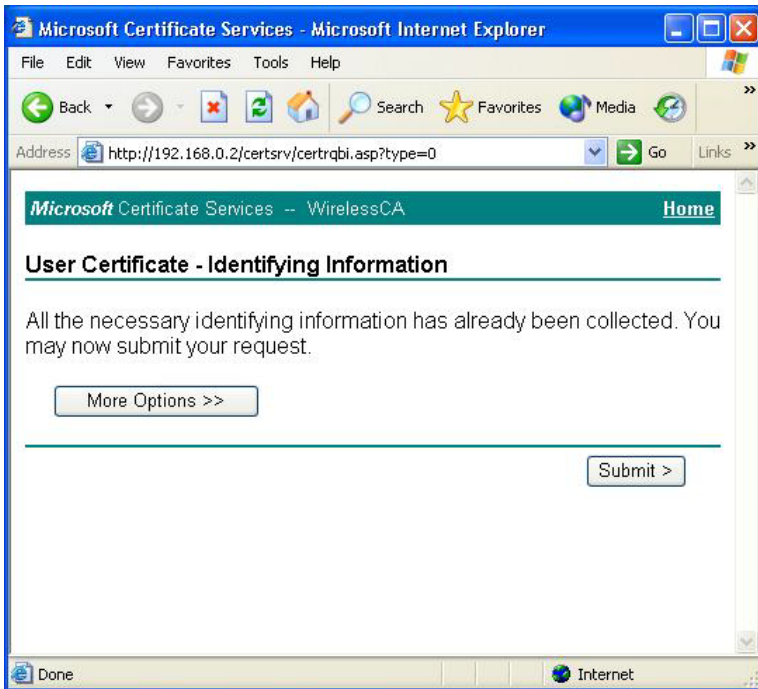 Microsoft Certificate Services - Microsoft Internet Explorer
File Edit View Favorites Tools Help
Back Search Favorites Media »
Address http://192.168.0.2/certsrv/certrqbi.asp?type=0 Go Links »
Microsoft Certificate Services -- WirelessCA Home
User Certificate - Identifying Information
All the necessary identifying information has already been collected. You
may now submit your request.
More Options >>
Submit >
Done Internet